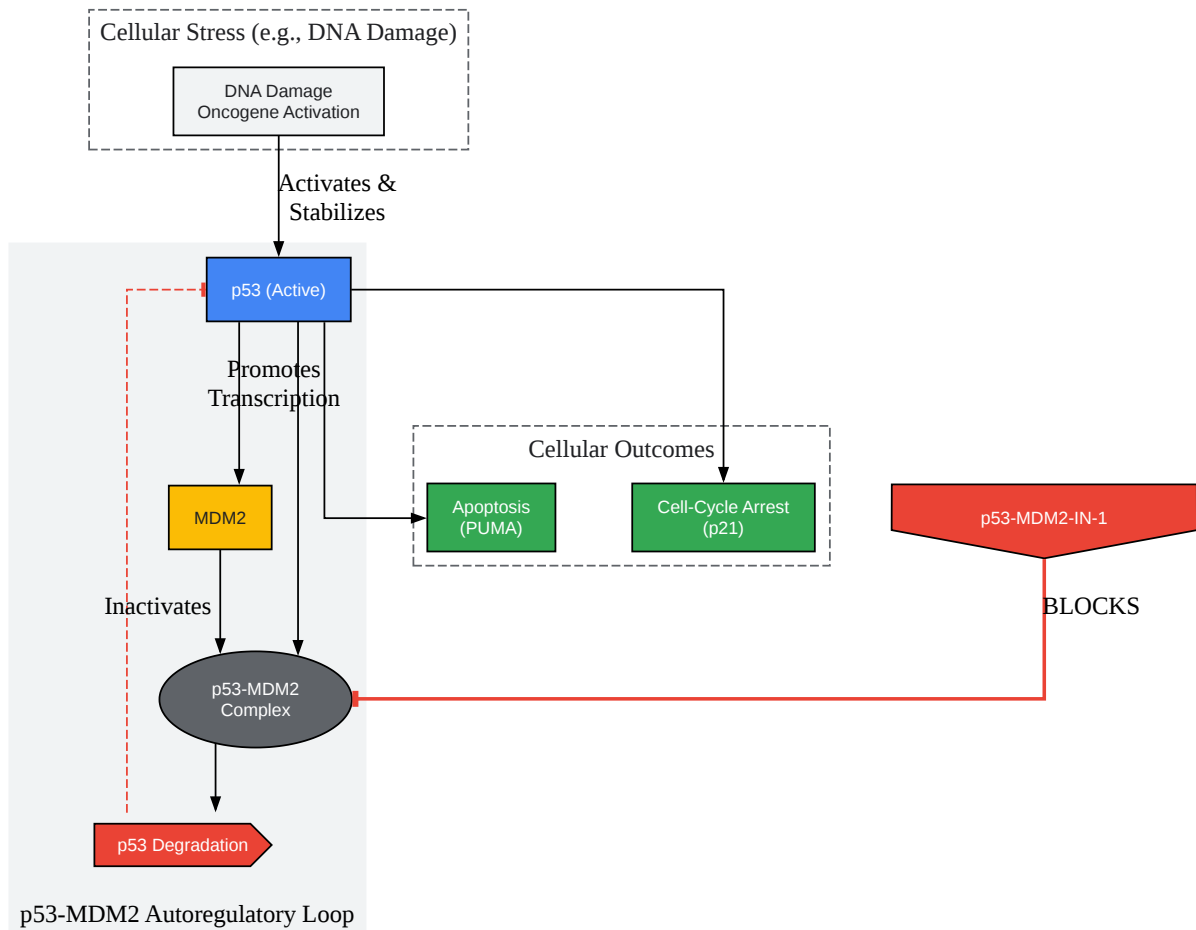 Cellular Stress (e.g., DNA Damage)
DNA Damage
Oncogene Activation
Activates &
Stabilizes
p53 (Active)
Promotes
Transcription
Cellular Outcomes
MDM2
Apoptosis
(PUMA)
Cell-Cycle Arrest
(p21)
p53-MDM2-IN-1
Inactivates
BLOCKS
p53-MDM2
Complex
p53 Degradation
p53-MDM2 Autoregulatory Loop